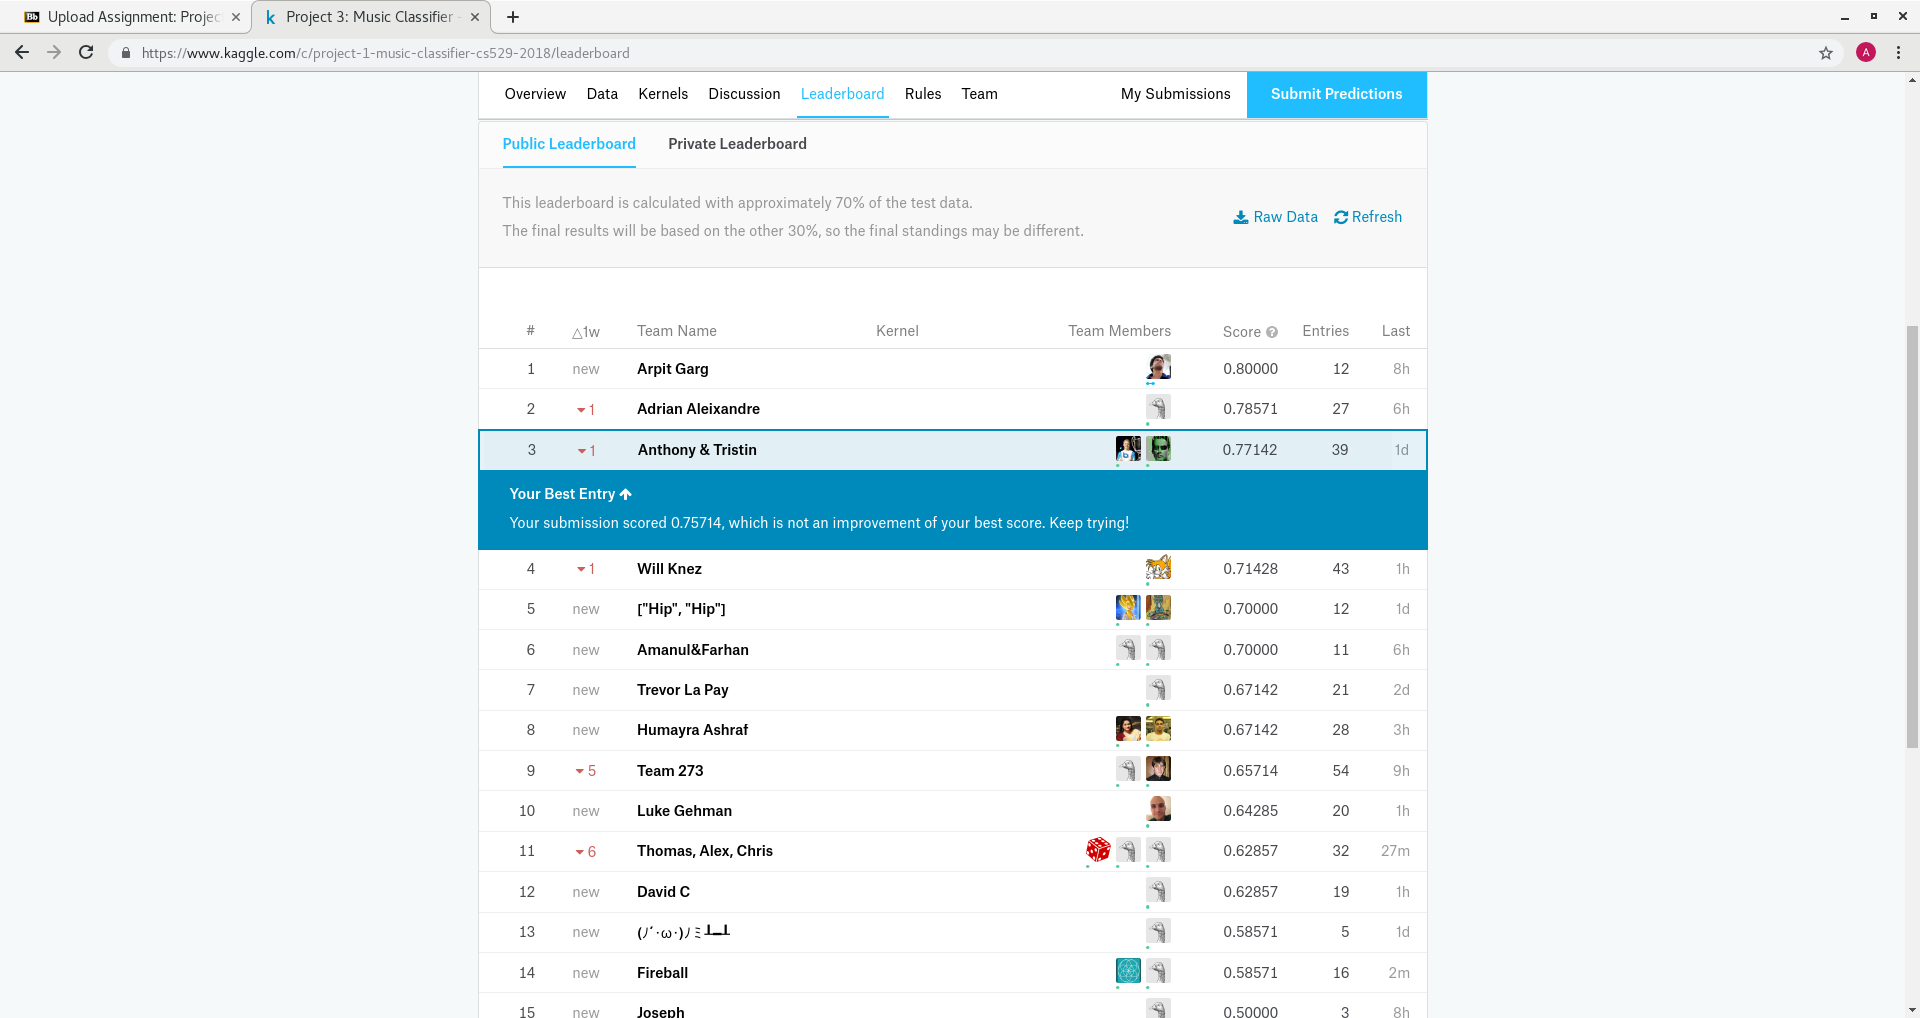 Upload Assignment: Projec
Project 3: Music Classifier -
https://www.kaggle.com/c/project-1-music-classifier-cs529-2018/leaderboard
A
Overview Data Kernels Discussion Leaderboard Rules Team My Submissions Submit Predictions
Public Leaderboard Private Leaderboard
This leaderboard is calculated with approximately 70% of the test data.
The final results will be based on the other 30%, so the final standings may be different.
Raw Data Refresh
# △1w Team Name Kernel Team Members Score Entries Last
1 new Arpit Garg 0.80000 12 8h
2 1 Adrian Aleixandre 0.78571 27 6h
3 1 Anthony & Tristin 0.77142 39 1d
Your Best Entry
Your submission scored 0.75714, which is not an improvement of your best score. Keep trying!
4 1 Will Knez 0.71428 43 1h
5 new ["Hip", "Hip"] 0.70000 12 1d
6 new Amanul&Farhan 0.70000 11 6h
7 new Trevor La Pay 0.67142 21 2d
8 new Humayra Ashraf 0.67142 28 3h
9 5 Team 273 0.65714 54 9h
10 new Luke Gehman 0.64285 20 1h
11 6 Thomas, Alex, Chris 0.62857 32 27m
12 new David C 0.62857 19 1h
13 new (ﾉ´･ω･)ﾉ ﾐ ┸━┸ 0.58571 5 1d
14 new Fireball 0.58571 16 2m
15 new Joseph 0.50000 3 8h